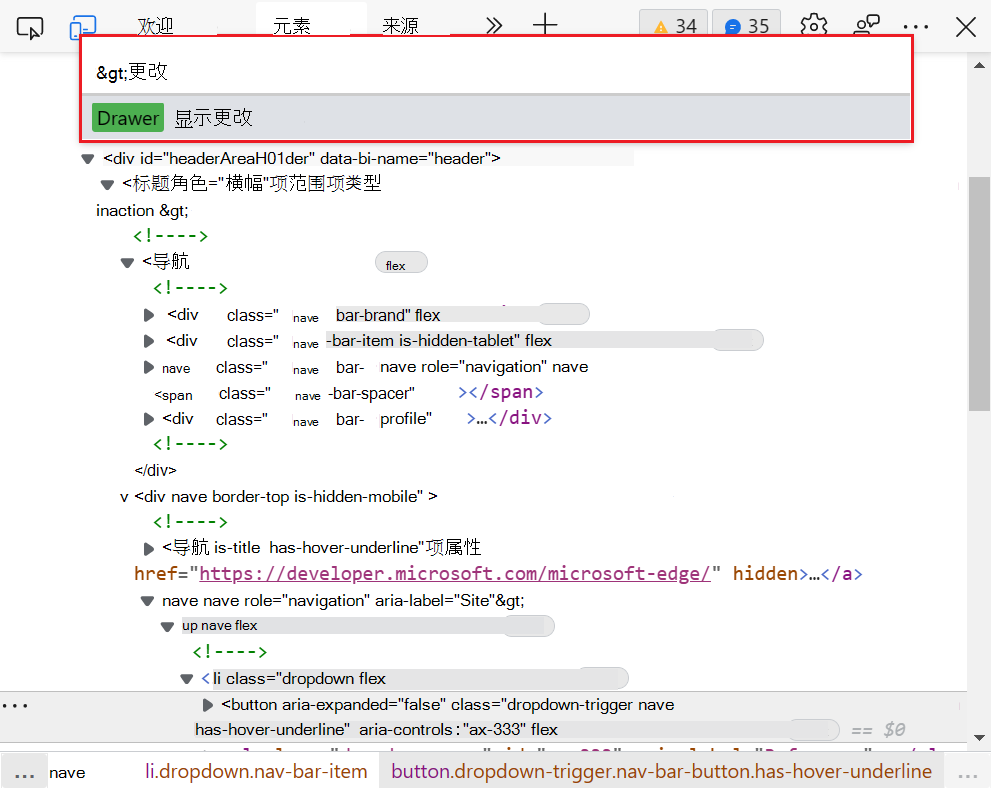 欢迎 元素 来源 34 35
&gt;更改
Drawer 显示更改
<div id="headerAreaH01der" data-bi-name="header">
<标题角色="横幅"项范围项类型
inaction &gt;
<!---->
<导航 flex
<!---->
<div class=" nave bar-brand" flex
<div class=" nave -bar-item is-hidden-tablet" flex
nave class=" nave bar- nave role="navigation" nave
<span class=" nave -bar-spacer" ></span>
<div class=" nave bar- profile" >…</div>
<!---->
</div>
v <div nave border-top is-hidden-mobile" >
<!---->
<导航 is-title has-hover-underline"项属性
href="https://developer.microsoft.com/microsoft-edge/" hidden>…</a>
nave nave role="navigation" aria-label="Site"&gt;
up nave flex
<!---->
<li class="dropdown flex
... <button aria-expanded="false" class="dropdown-trigger nave
has-hover-underline" aria-controls:"ax-333" flex == $0
... nave li.dropdown.nav-bar-item button.dropdown-trigger.nav-bar-button.has-hover-underline ...